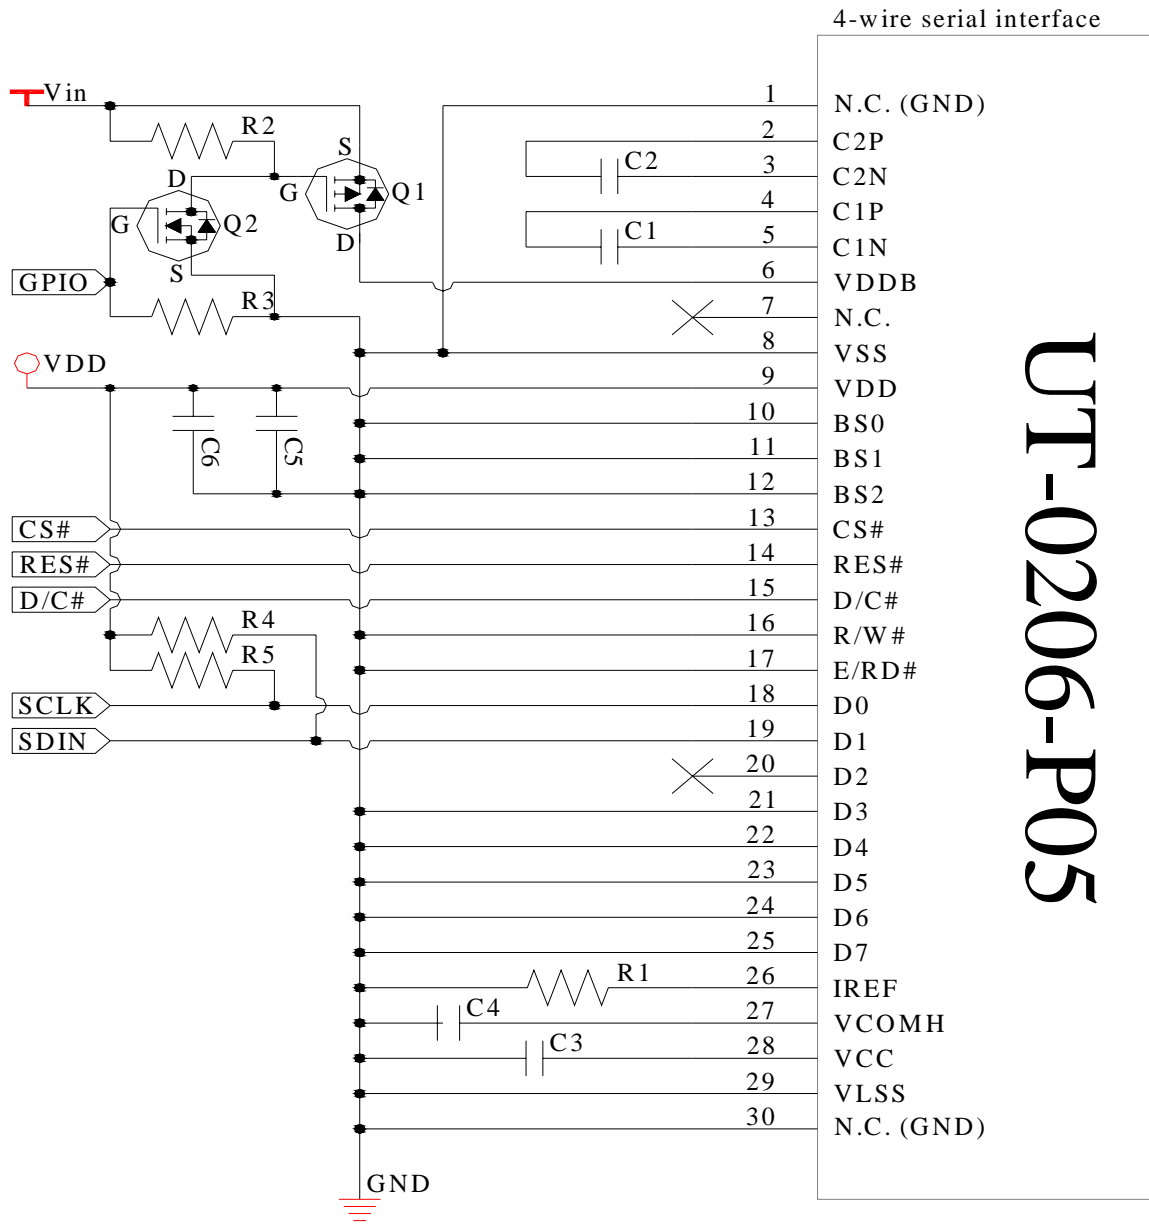 4-wire serial interface
Vin
R2
S
G
Q1
D
D
G
Q2
S
GPIO
R3
VDD
C6
C5
CS#
RES#
D/C#
R4
R5
SCLK
SDIN
C2
C1
R1
C4
C3
GND
1 N.C. (GND)
2 C2P
3 C2N
4 C1P
5 C1N
6 VDDB
7 N.C.
8 VSS
9 VDD
10 BS0
11 BS1
12 BS2
13 CS#
14 RES#
15 D/C#
16 R/W#
17 E/RD#
18 D0
19 D1
20 D2
21 D3
22 D4
23 D5
24 D6
25 D7
26 IREF
27 VCOMH
28 VCC
29 VLSS
30 N.C. (GND)
UT-0206-P05